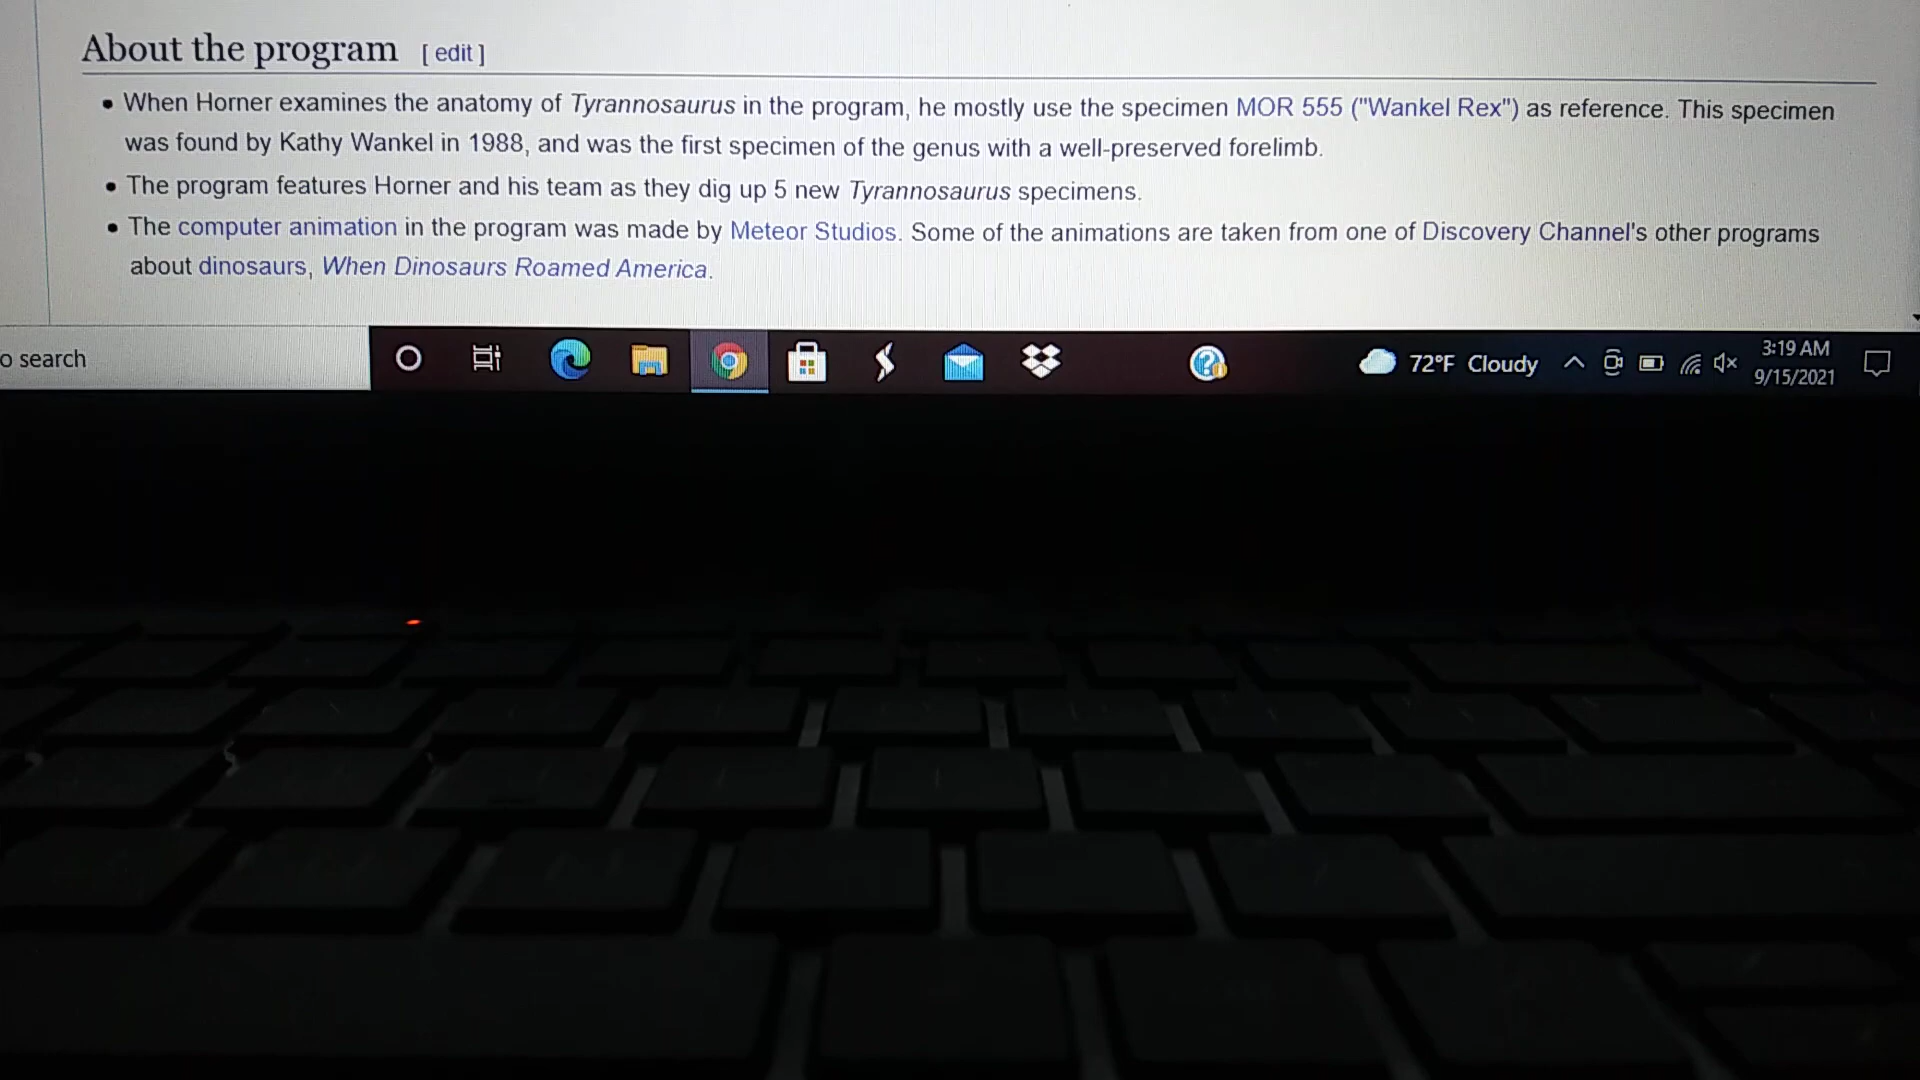 About the program [ edit ]
• When Horner examines the anatomy of Tyrannosaurus in the program, he mostly use the specimen MOR 555 ("Wankel Rex") as reference. This specimen
was found by Kathy Wankel in 1988, and was the first specimen of the genus with a well-preserved forelimb.
• The program features Horner and his team as they dig up 5 new Tyrannosaurus specimens.
• The computer animation in the program was made by Meteor Studios. Some of the animations are taken from one of Discovery Channel's other programs
about dinosaurs, When Dinosaurs Roamed America.
o search
72°F Cloudy
3:19 AM
9/15/2021